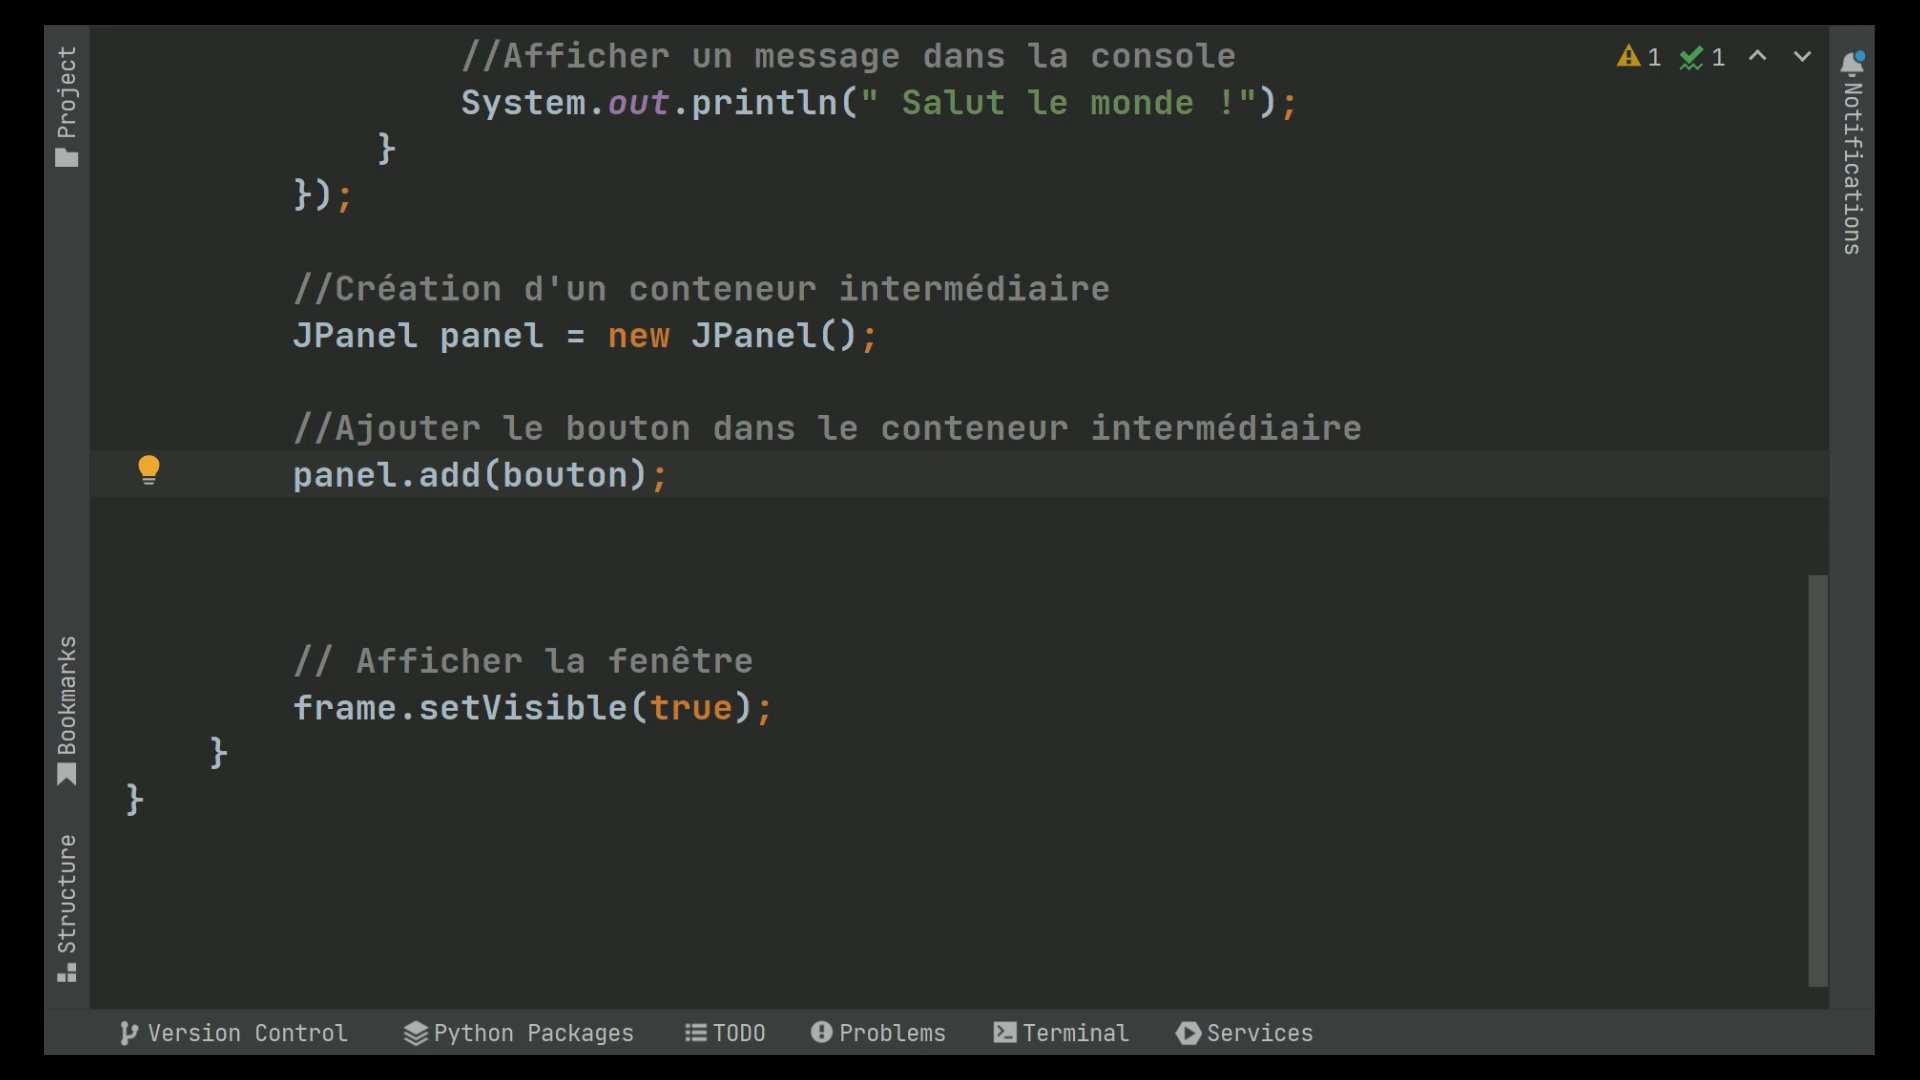 //Afficher un message dans la console
System.out.println(" Salut le monde !");
}
});
//Création d'un conteneur intermédiaire
JPanel panel = new JPanel();
//Ajouter le bouton dans le conteneur intermédiaire
panel.add(bouton);
// Afficher la fenêtre
frame.setVisible(true);
}
}
1 1
Project
Bookmarks
Structure
Notifications
Version Control Python Packages TODO Problems Terminal Services